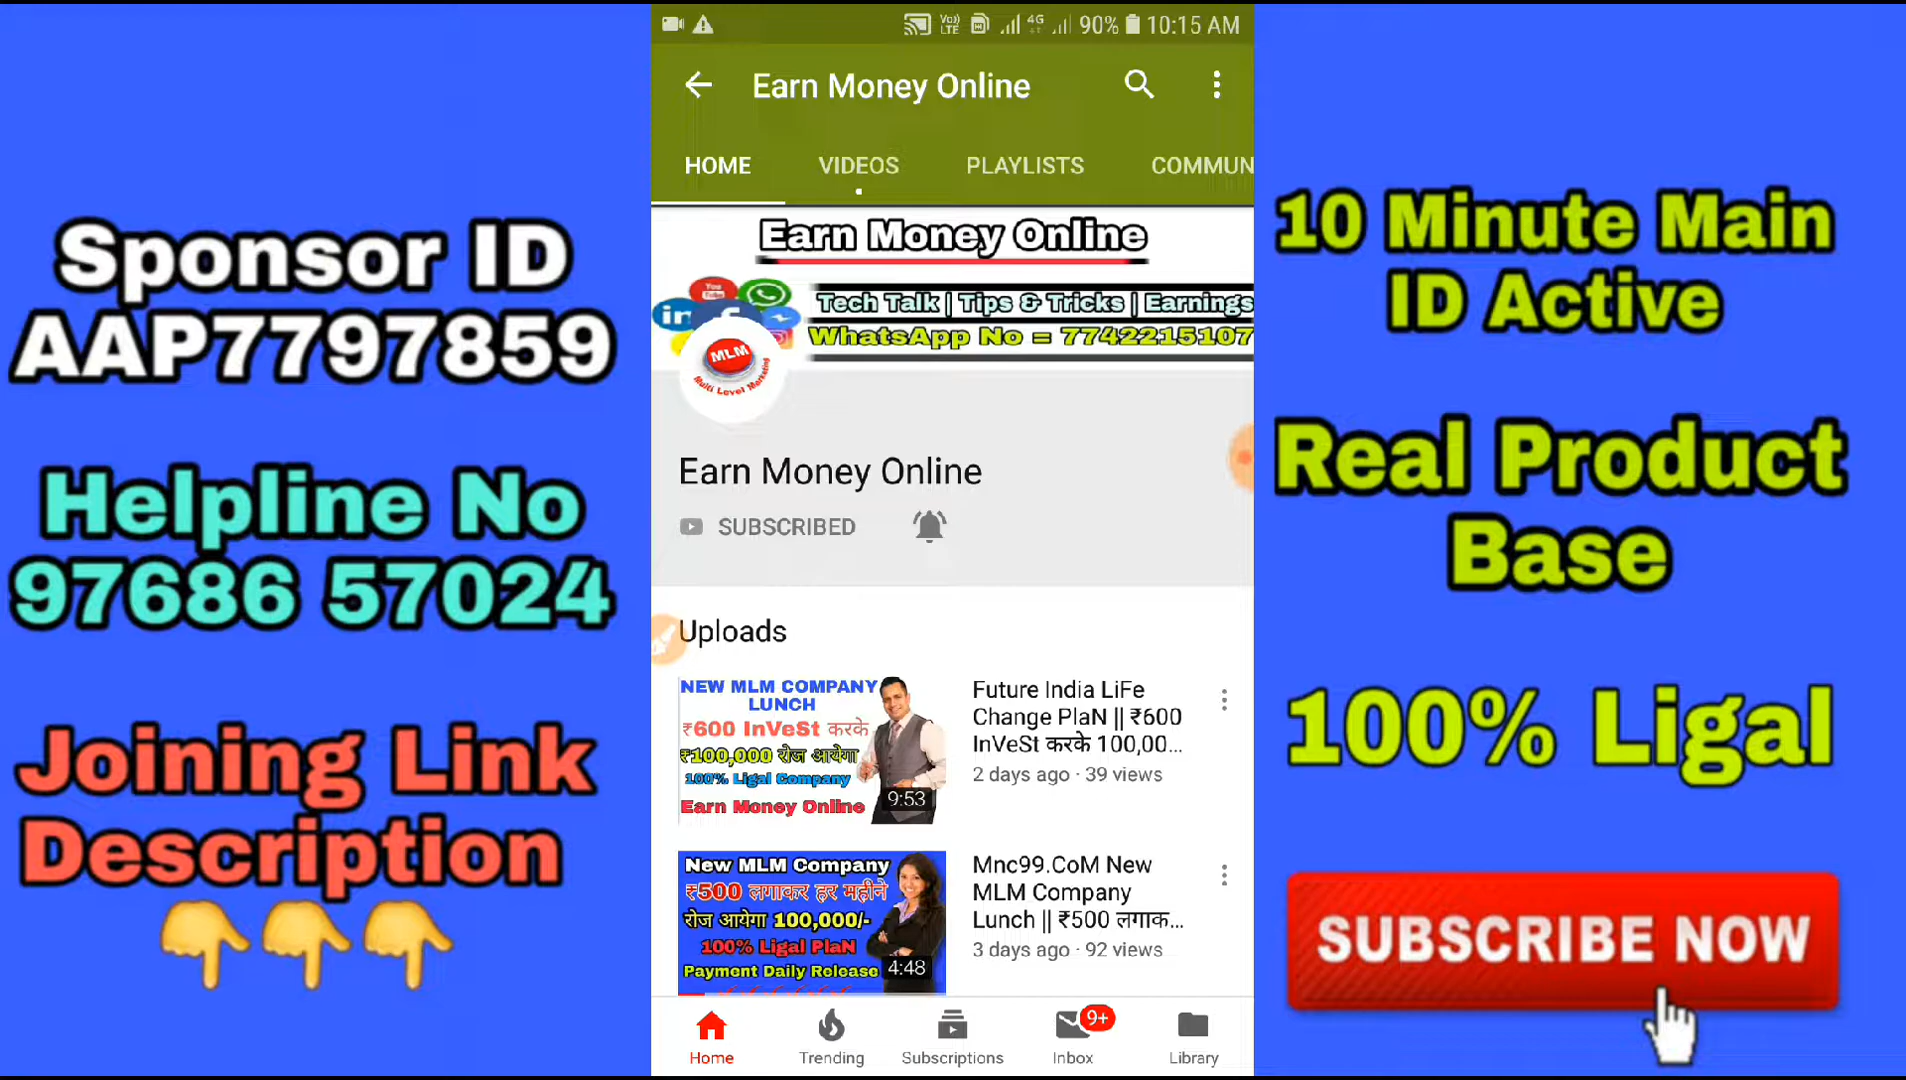 Sponsor ID
AAP7797859
Helpline No
97686 57024
Joining Link
Description
90% 10:15 AM
Earn Money Online
HOME VIDEOS PLAYLISTS COMMUN
Earn Money Online
Tech Talk | Tips & Tricks | Earnings
WhatsApp No = 7742215107
MLM
Multi Level Marketing
Earn Money Online
SUBSCRIBED
Uploads
NEW MLM COMPANY
LUNCH
₹600 InVeSt करके
₹100,000 रोज आयेगा
100% Ligal Company
Earn Money Online
9:53
Future India LiFe
Change PlaN || ₹600
InVeSt करके 100,00...
2 days ago · 39 views
New MLM Company
₹500 लगाकर हर महीने
रोज आयेगा 100,000/-
100% Ligal PlaN
Payment Daily Release
4:48
Mnc99.CoM New
MLM Company
Lunch || ₹500 लगाक...
3 days ago · 92 views
Home Trending Subscriptions Inbox 9+ Library
10 Minute Main
ID Active
Real Product
Base
100% Ligal
SUBSCRIBE NOW